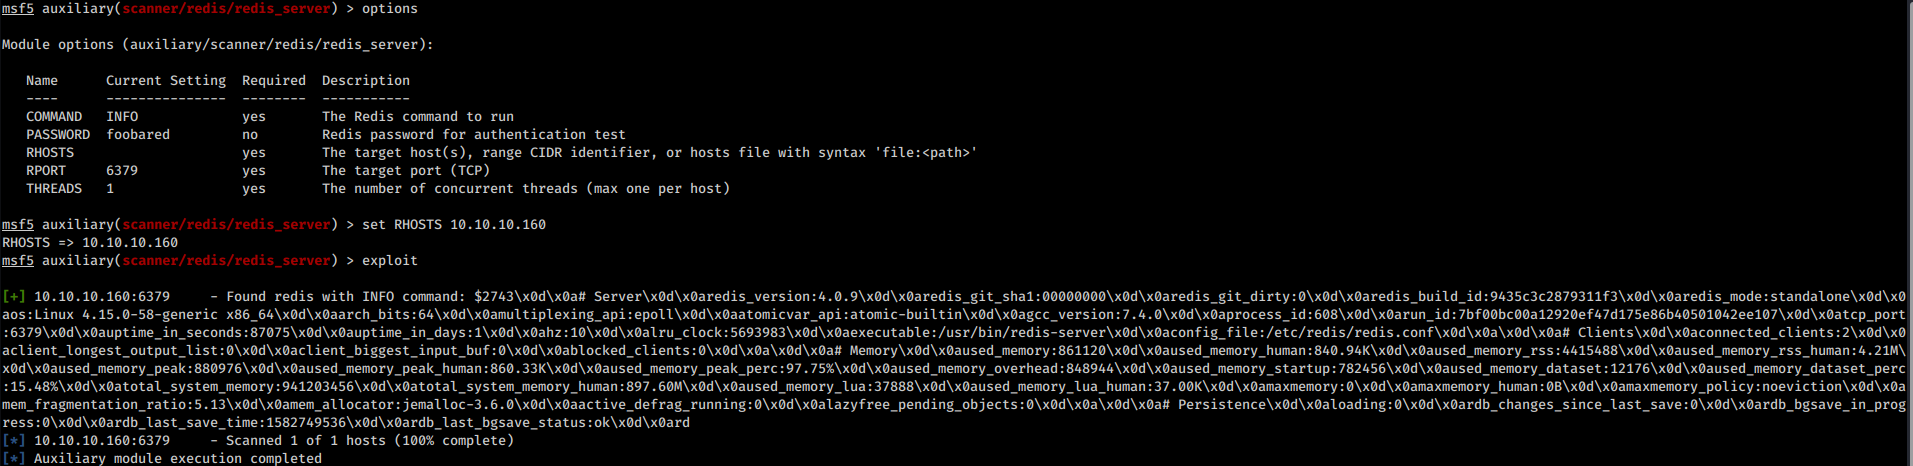 msf5 auxiliary(scanner/redis/redis_server) > options
Module options (auxiliary/scanner/redis/redis_server):
Name Current Setting Required Description
---- --------------- -------- -----------
COMMAND INFO yes The Redis command to run
PASSWORD foobared no Redis password for authentication test
RHOSTS yes The target host(s), range CIDR identifier, or hosts file with syntax 'file:<path>'
RPORT 6379 yes The target port (TCP)
THREADS 1 yes The number of concurrent threads (max one per host)
msf5 auxiliary(scanner/redis/redis_server) > set RHOSTS 10.10.10.160
RHOSTS => 10.10.10.160
msf5 auxiliary(scanner/redis/redis_server) > exploit
[+] 10.10.10.160:6379 - Found redis with INFO command: $2743\x0d\x0a# Server\x0d\x0aredis_version:4.0.9\x0d\x0aredis_git_sha1:00000000\x0d\x0aredis_git_dirty:0\x0d\x0aredis_build_id:9435c3c2879311f3\x0d\x0aredis_mode:standalone\x0d\x0
aos:Linux 4.15.0-58-generic x86_64\x0d\x0aarch_bits:64\x0d\x0amultiplexing_api:epoll\x0d\x0aatomicvar_api:atomic-builtin\x0d\x0agcc_version:7.4.0\x0d\x0aprocess_id:608\x0d\x0arun_id:7bf00bc00a12920ef47d175e86b40501042ee107\x0d\x0atcp_port
:6379\x0d\x0auptime_in_seconds:87075\x0d\x0auptime_in_days:1\x0d\x0ahz:10\x0d\x0alru_clock:5693983\x0d\x0aexecutable:/usr/bin/redis-server\x0d\x0aconfig_file:/etc/redis/redis.conf\x0d\x0a\x0d\x0a# Clients\x0d\x0aconnected_clients:2\x0d\x0
aclient_longest_output_list:0\x0d\x0aclient_biggest_input_buf:0\x0d\x0ablocked_clients:0\x0d\x0a\x0d\x0a# Memory\x0d\x0aused_memory:861120\x0d\x0aused_memory_human:840.94K\x0d\x0aused_memory_rss:4415488\x0d\x0aused_memory_rss_human:4.21M
\x0d\x0aused_memory_peak:880976\x0d\x0aused_memory_peak_human:860.33K\x0d\x0aused_memory_peak_perc:97.75%\x0d\x0aused_memory_overhead:848944\x0d\x0aused_memory_startup:782456\x0d\x0aused_memory_dataset:12176\x0d\x0aused_memory_dataset_perc
:15.48%\x0d\x0atotal_system_memory:941203456\x0d\x0atotal_system_memory_human:897.60M\x0d\x0aused_memory_lua:37888\x0d\x0aused_memory_lua_human:37.00K\x0d\x0amaxmemory:0\x0d\x0amaxmemory_human:0B\x0d\x0amaxmemory_policy:noeviction\x0d\x0a
mem_fragmentation_ratio:5.13\x0d\x0amem_allocator:jemalloc-3.6.0\x0d\x0aactive_defrag_running:0\x0d\x0alazyfree_pending_objects:0\x0d\x0a\x0d\x0a# Persistence\x0d\x0aloading:0\x0d\x0ardb_changes_since_last_save:0\x0d\x0ardb_bgsave_in_prog
ress:0\x0d\x0ardb_last_save_time:1582749536\x0d\x0ardb_last_bgsave_status:ok\x0d\x0ard
[*] 10.10.10.160:6379 - Scanned 1 of 1 hosts (100% complete)
[*] Auxiliary module execution completed